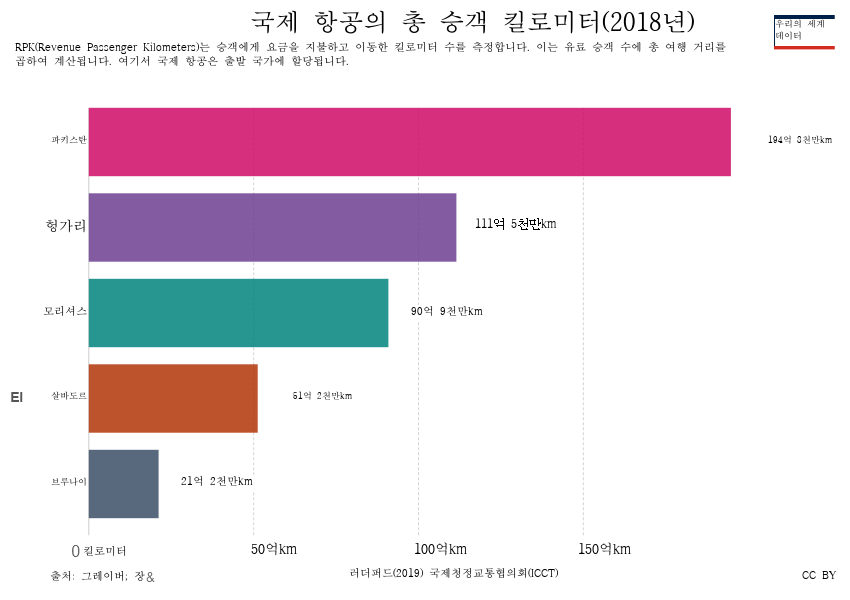 국제 항공의 총 승객 킬로미터(2018년)
우리의 세계
데이터
RPK(Revenue Passenger Kilometers)는 승객에게 요금을 지불하고 이동한 킬로미터 수를 측정합니다. 이는 유료 승객 수에 총 여행 거리를
곱하여 계산됩니다. 여기서 국제 항공은 출발 국가에 할당됩니다.
파키스탄 194억 8천만km
헝가리 111억 5천만km
모리셔스 90억 9천만km
El 살바도르 51억 2천만km
브루나이 21억 2천만km
0 킬로미터 50억km 100억km 150억km
출처: 그레이버; 장& 러더퍼드(2019) 국제청정교통협의회(ICCT) CC BY